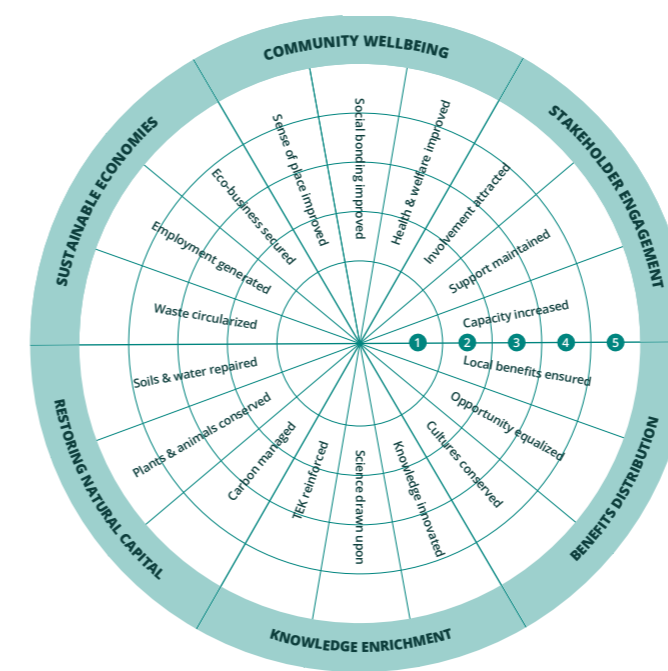 COMMUNITY WELLBEING
STAKEHOLDER ENGAGEMENT
BENEFITS DISTRIBUTION
KNOWLEDGE ENRICHMENT
RESTORING NATURAL CAPITAL
SUSTAINABLE ECONOMIES
Sense of place improved
Social bonding improved
Health & welfare improved
Involvement attracted
Support maintained
Capacity increased
1 2 3 4 5
Local benefits ensured
Opportunity equalized
Cultures conserved
Knowledge innovated
Science drawn upon
TEK reinforced
Carbon managed
Plants & animals conserved
Soils & water repaired
Waste circularized
Employment generated
Eco-business secured